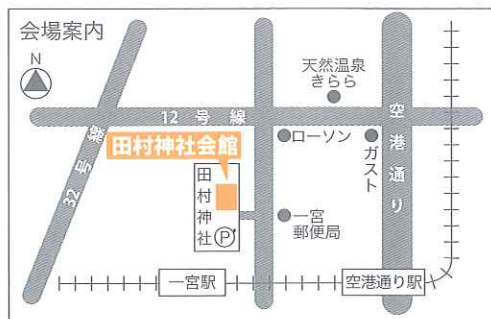 会場案内
N
天然温泉
きらら
12号線
空港通り
32号線
ローソン
ガスト
田村神社会館
田村神社
P
一宮
郵便局
一宮駅
空港通り駅